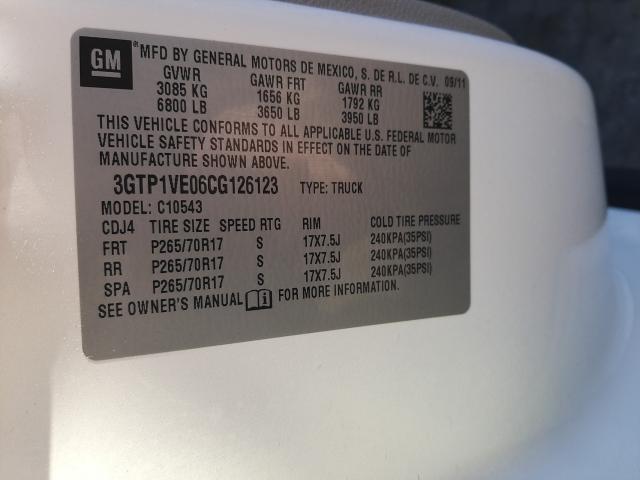 GM ® MFD BY GENERAL MOTORS DE MEXICO, S. DE R.L. DE C.V. 09/11
GVWR GAWR FRT GAWR RR
3085 KG 1656 KG 1792 KG
6800 LB 3650 LB 3950 LB
THIS VEHICLE CONFORMS TO ALL APPLICABLE U.S. FEDERAL MOTOR
VEHICLE SAFETY STANDARDS IN EFFECT ON THE DATE OF
MANUFACTURE SHOWN ABOVE.
3GTP1VE06CG126123 TYPE: TRUCK
MODEL: C10543
CDJ4 TIRE SIZE SPEED RTG RIM COLD TIRE PRESSURE
FRT P265/70R17 S 17X7.5J 240KPA(35PSI)
RR P265/70R17 S 17X7.5J 240KPA(35PSI)
SPA P265/70R17 S 17X7.5J 240KPA(35PSI)
SEE OWNER'S MANUAL FOR MORE INFORMATION.